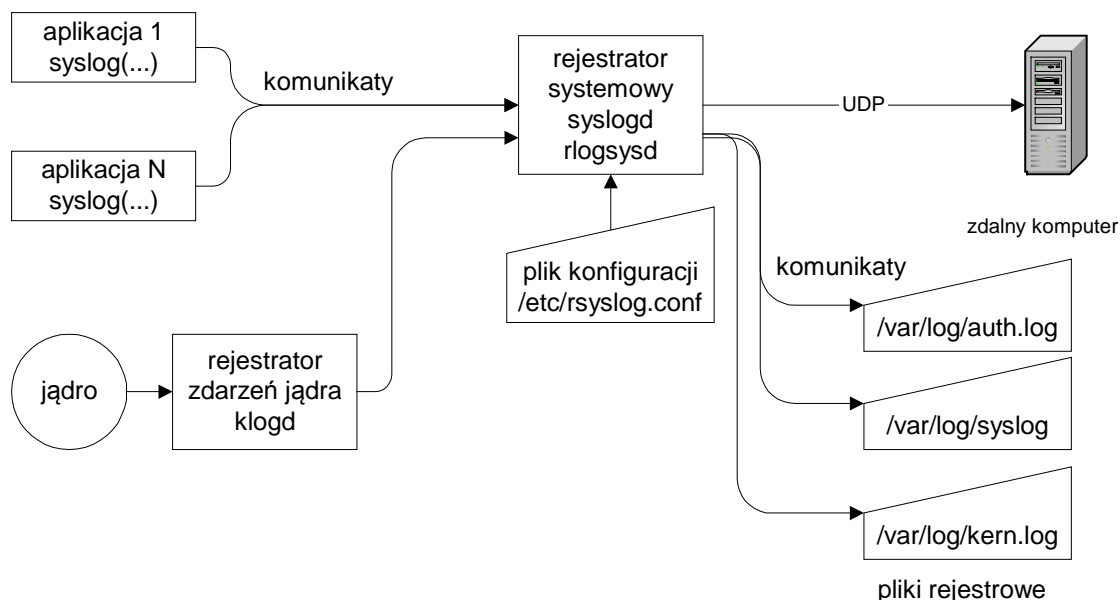 aplikacja 1
syslog(...)
aplikacja N
syslog(...)
komunikaty
rejestrator
systemowy
syslogd
rlogsysd
UDP
zdalny komputer
plik konfiguracji
/etc/rsyslog.conf
komunikaty
/var/log/auth.log
jądro
rejestrator
zdarzeń jądra
klogd
/var/log/syslog
/var/log/kern.log
pliki rejestrowe